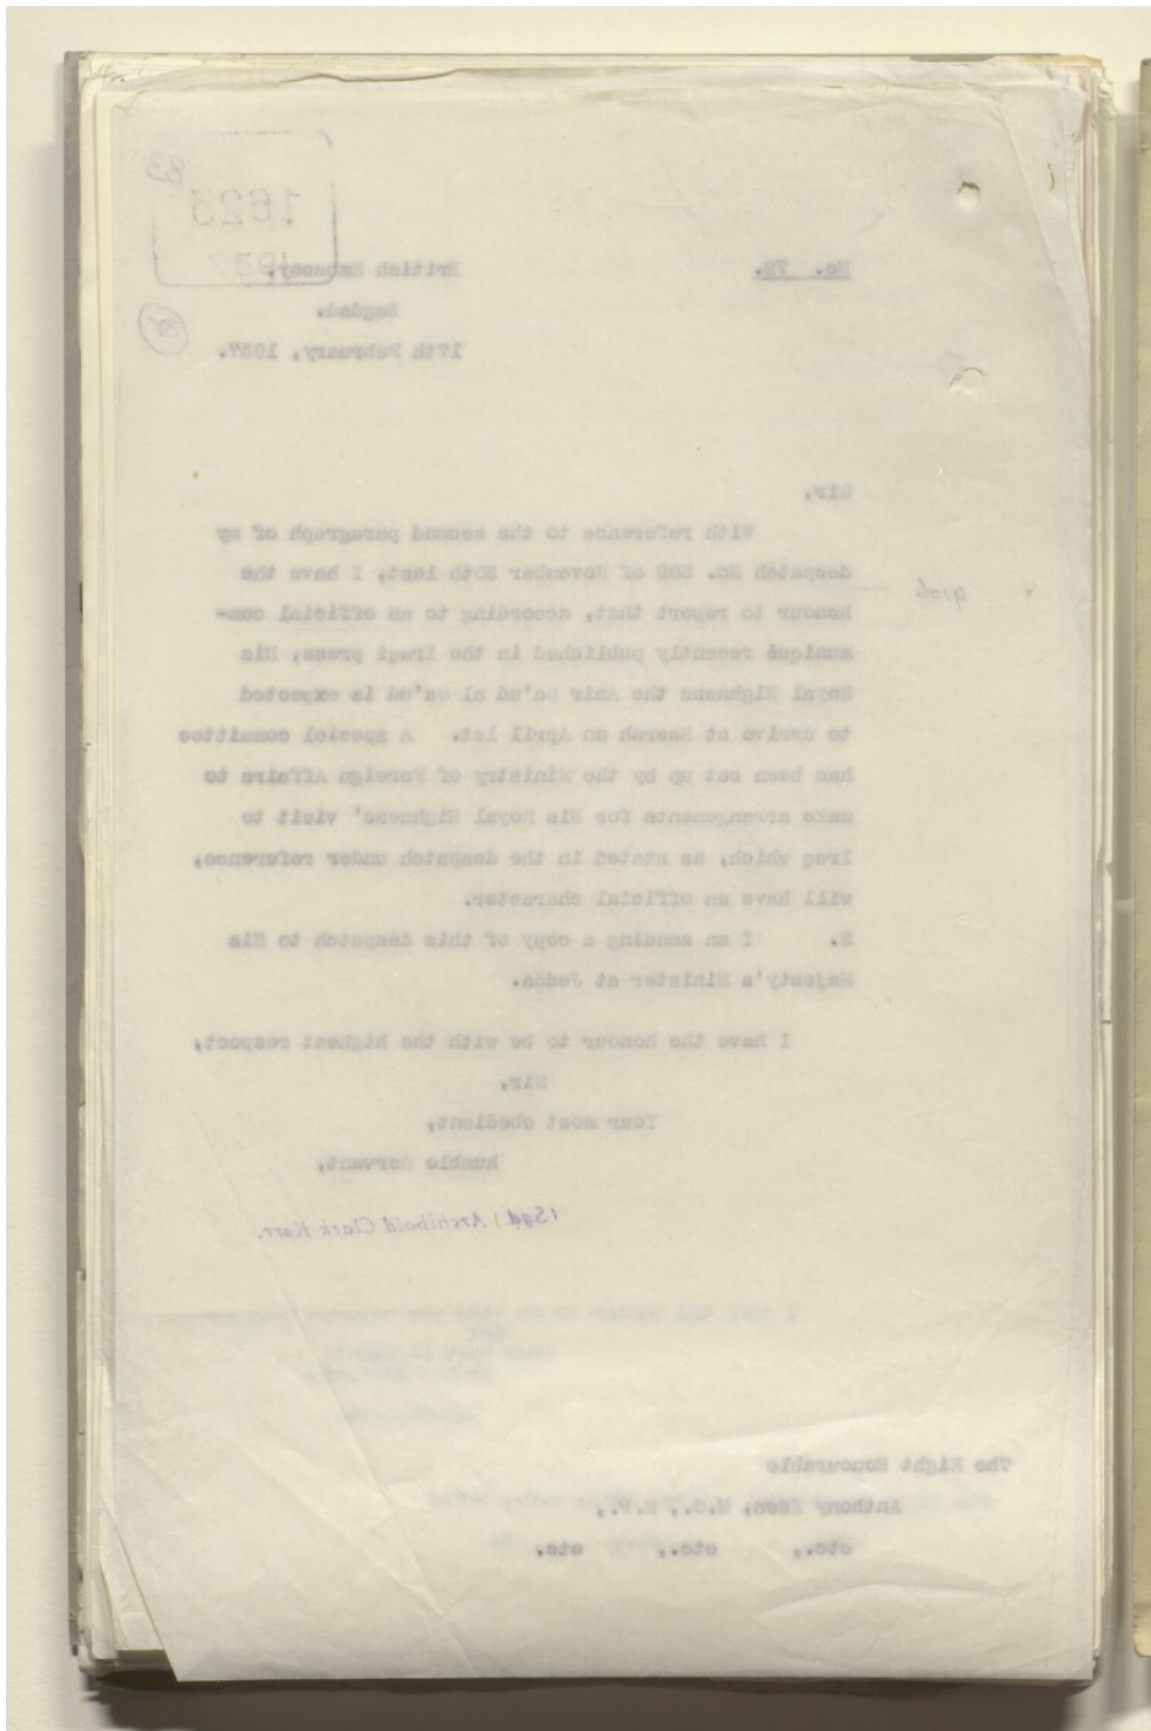 83
1623
1937
No. 72.
British Embassy,
Bagdad.
17th February, 1937.
Sir,
With reference to the second paragraph of my
despatch No. of November 30th last, I have the
honour to report that, according to an official com-
muniqué recently published in the Iraqi press, His
Royal Highness the Amir Sa'ud al Sa'ud is expected
to arrive at Basrah on April 1st. A special committee
has been set up by the Ministry of Foreign Affairs to
make arrangements for His Royal Highness' visit to
Iraq which, as stated in the despatch under reference,
will have an official character.
2. I am sending a copy of this despatch to His
Majesty's Minister at Jedda.
I have the honour to be with the highest respect,
Sir,
Your most obedient,
humble Servant,
(Sgd) Archibald Clark Kerr.
The Right Honourable
Anthony Eden, M.C., M.P.,
etc., etc., etc.